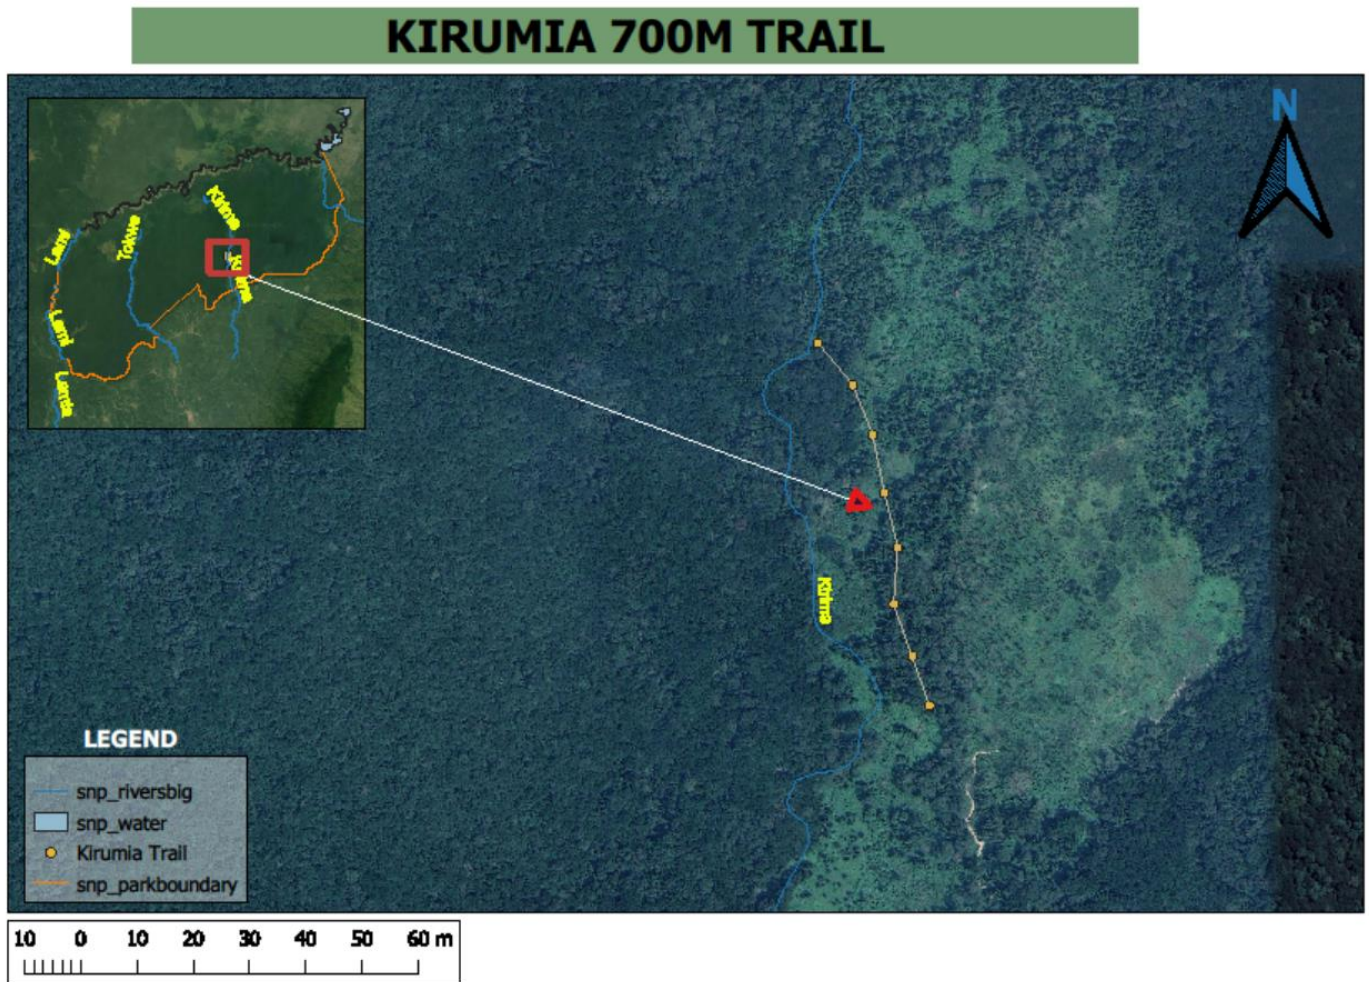 KIRUMIA 700M TRAIL
N
Kirima
Tokwe
Lami
Lami
Lamia
Kirima
LEGEND
snp_riversbig
snp_water
Kirumia Trail
snp_parkboundary
10 0 10 20 30 40 50 60 m